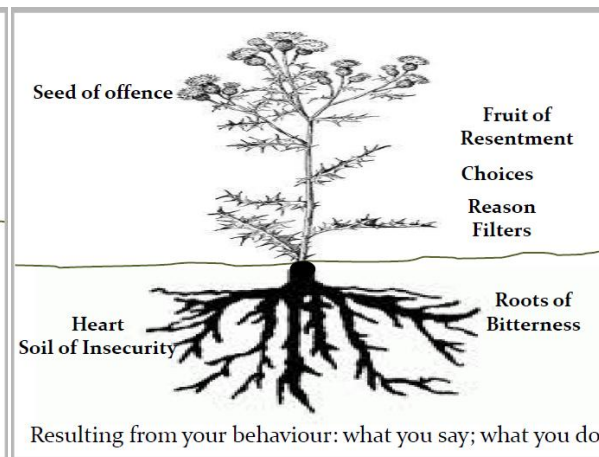 Seed of offence
Fruit of
Resentment
Choices
Reason
Filters
Roots of
Bitterness
Heart
Soil of Insecurity
Resulting from your behaviour: what you say; what you do